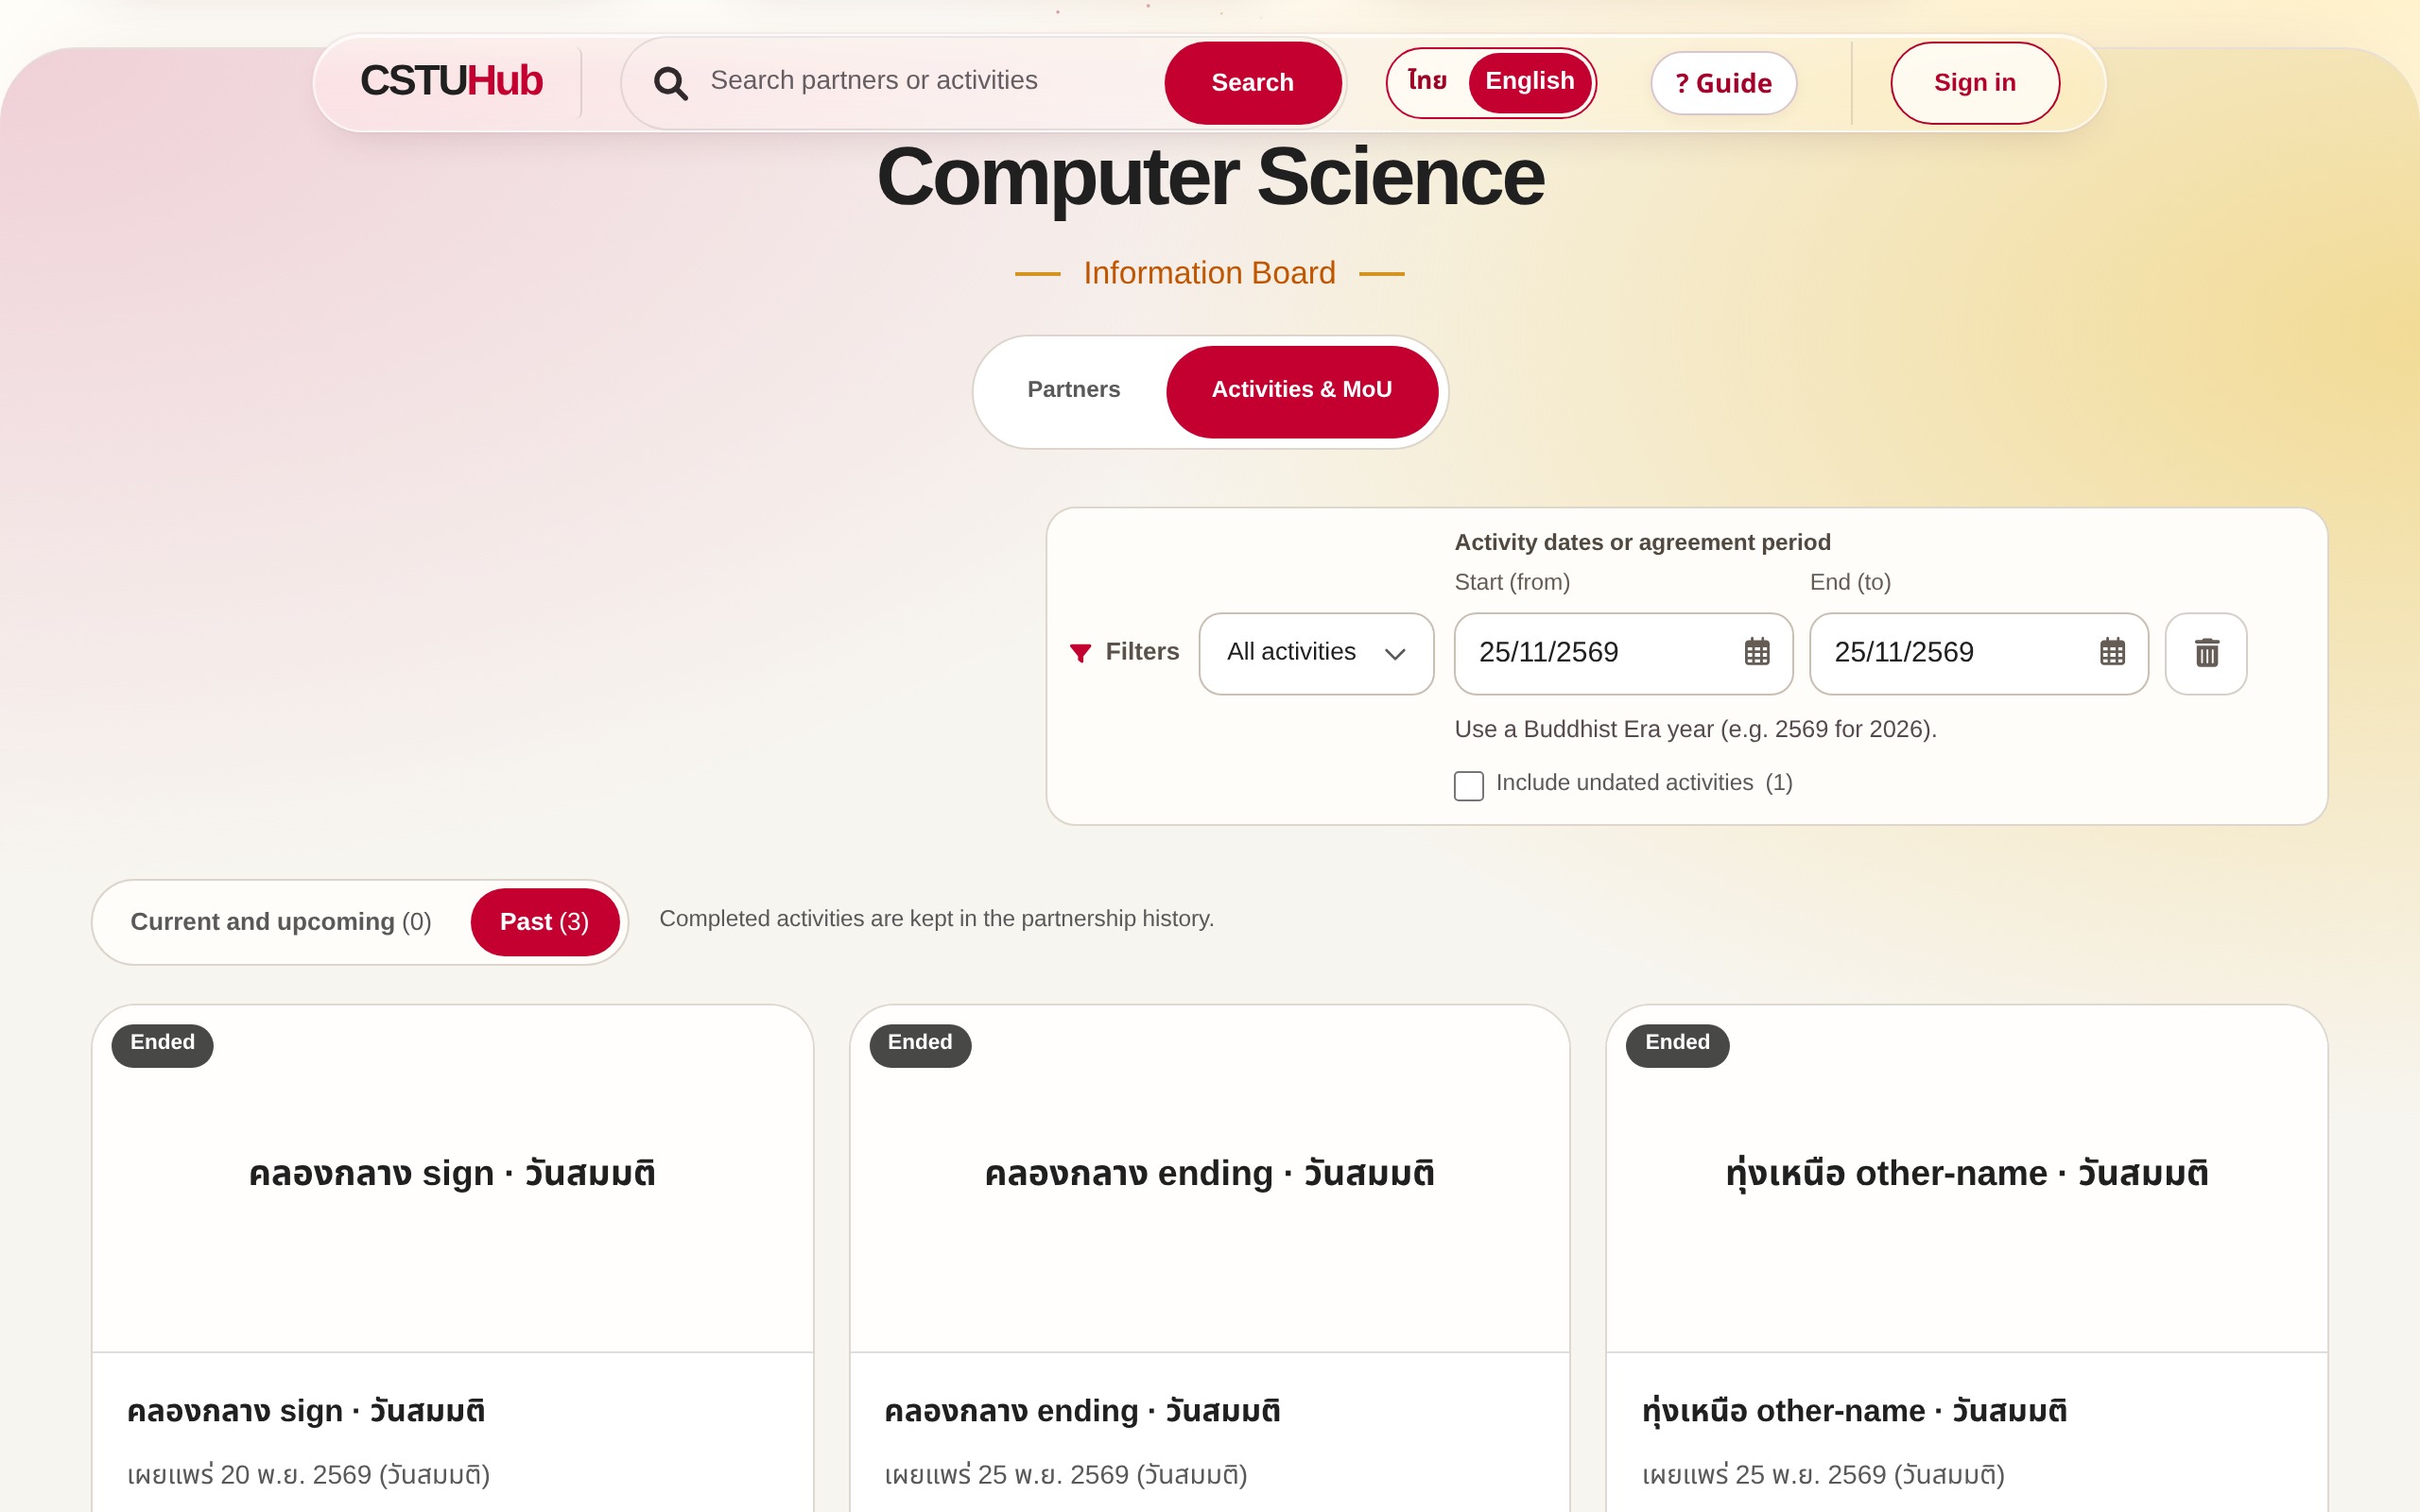 CSTUHub
Search partners or activities
Search
ไทย
English
? Guide
Sign in
Computer Science
Information Board
Partners
Activities & MoU
Activity dates or agreement period
Start (from)
End (to)
Filters
All activities
25/11/2569
25/11/2569
Use a Buddhist Era year (e.g. 2569 for 2026).
Include undated activities (1)
Current and upcoming (0)
Past (3)
Completed activities are kept in the partnership history.
Ended
คลองกลาง sign · วันสมมติ
คลองกลาง sign · วันสมมติ
เผยแพร่ 20 พ.ย. 2569 (วันสมมติ)
Ended
คลองกลาง ending · วันสมมติ
คลองกลาง ending · วันสมมติ
เผยแพร่ 25 พ.ย. 2569 (วันสมมติ)
Ended
ทุ่งเหนือ other-name · วันสมมติ
ทุ่งเหนือ other-name · วันสมมติ
เผยแพร่ 25 พ.ย. 2569 (วันสมมติ)